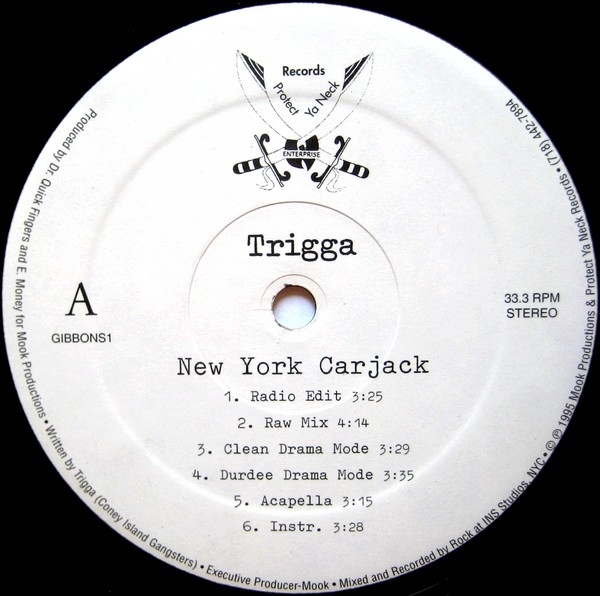 Records
Protect Ya Neck
ENTERPRISE
Trigga
A
GIBBONS1
33.3 RPM
STEREO
New York Carjack
1. Radio Edit 3:25
2. Raw Mix 4:14
3. Clean Drama Mode 3:29
4. Durdee Drama Mode 3:35
5. Acapella 3:15
6. Instr. 3:28
Produced by Dr. Quick Fingers and E. Money for Mook Productions • Written by Trigga (Coney Island Gangsters) • Executive Producer-Mook • Mixed and Recorded by Rock at INS Studios, NYC • © ℗ 1995 Mook Productions & Protect Ya Neck Records • (718) 442-7894